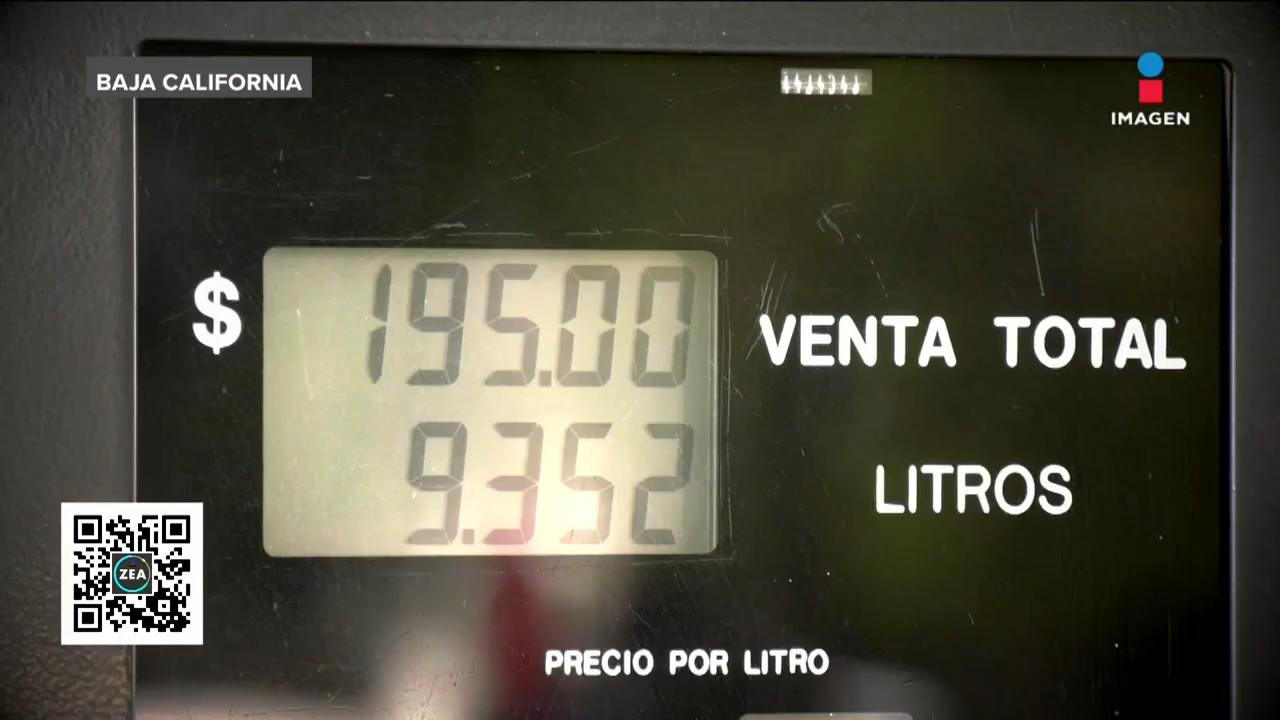 BAJA CALIFORNIA
IMAGEN
$ 195.00 VENTA TOTAL
9.352 LITROS
ZEA
PRECIO POR LITRO